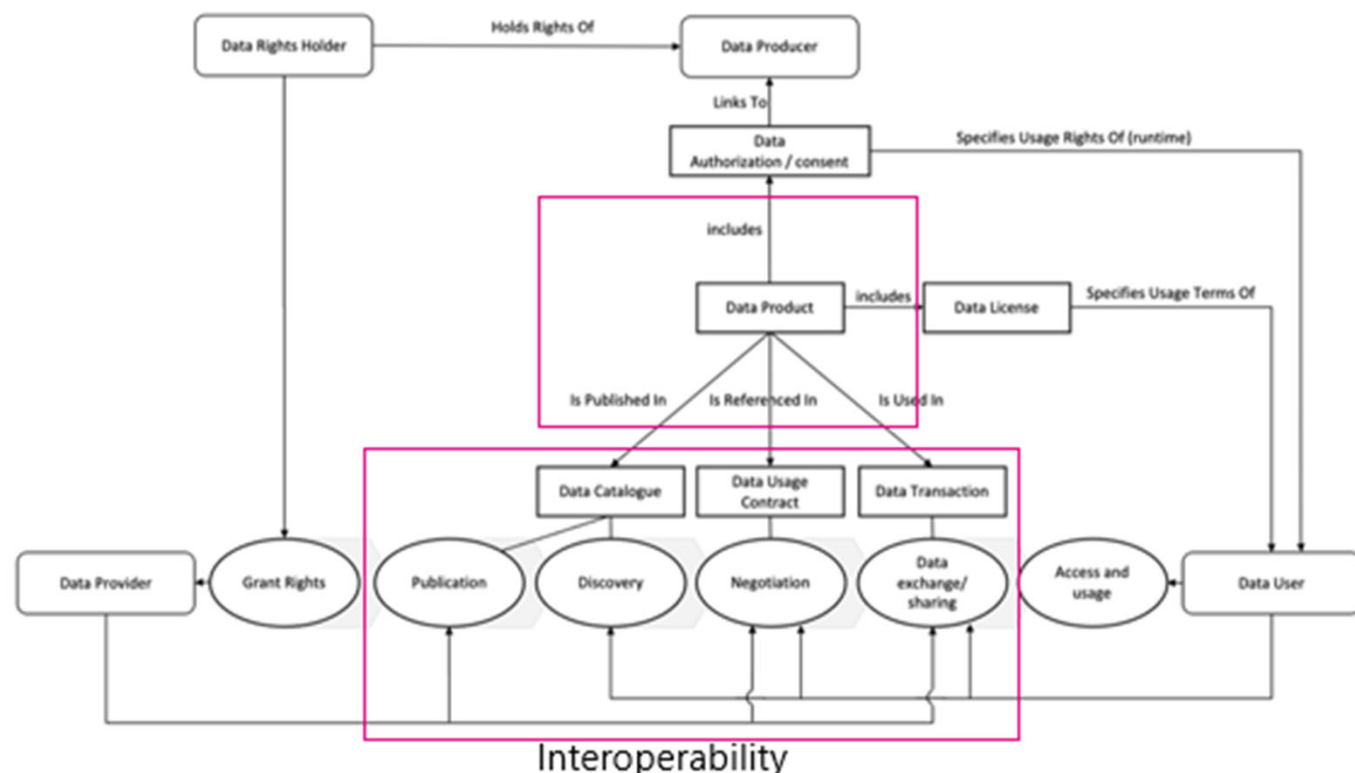 Holds Rights Of
Data Rights Holder
Data Producer
Links To
Data
Authorization / consent
Specifies Usage Rights Of (runtime)
includes
Data Product
includes
Data License
Specifies Usage Terms Of
Is Published In
Is Referenced In
Is Used In
Data Catalogue
Data Usage
Contract
Data Transaction
Data Provider
Grant Rights
Publication
Discovery
Negotiation
Data
exchange/
sharing
Access and
usage
Data User
Interoperability